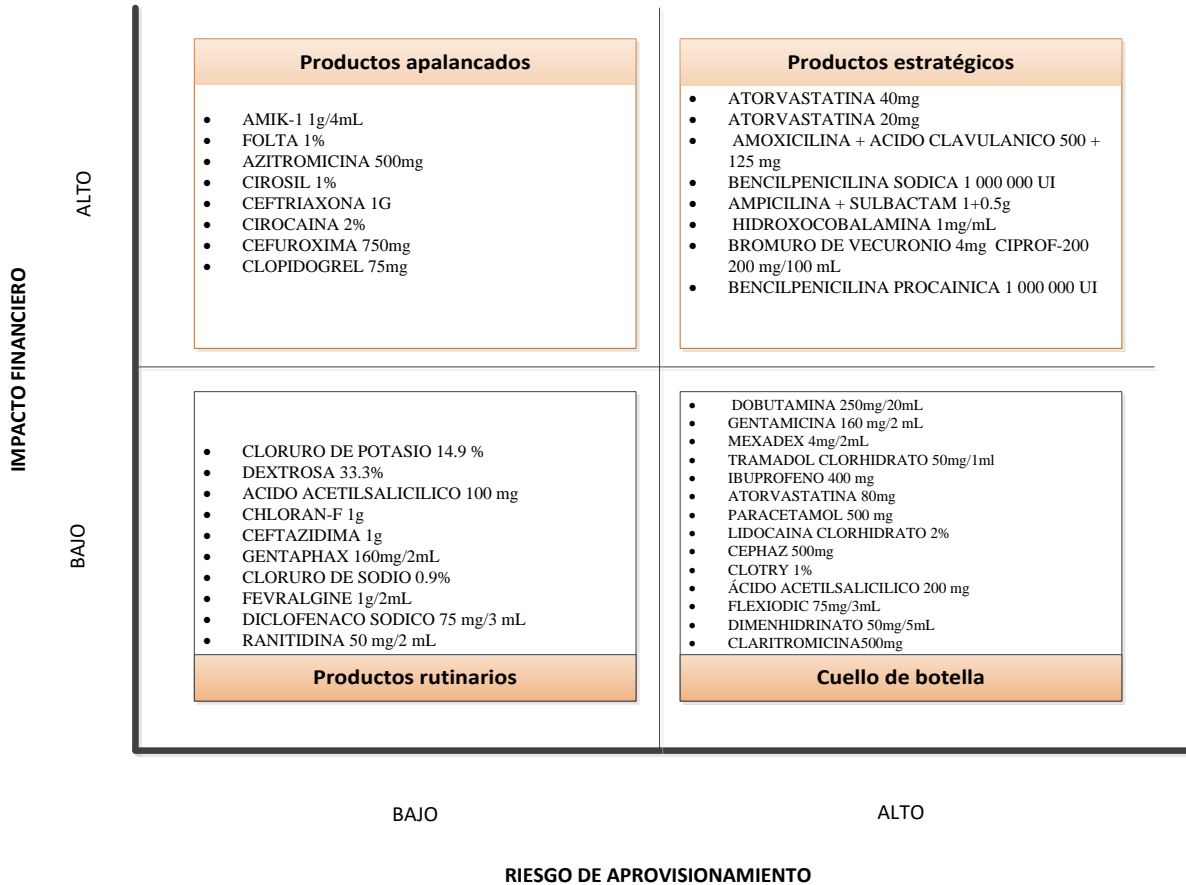 Productos apalancados
• AMIK-1 1g/4mL
• FOLTA 1%
• AZITROMICINA 500mg
• CIROSIL 1%
• CEFTRIAXONA 1G
• CIROCAINA 2%
• CEFUROXIMA 750mg
• CLOPIDOGREL 75mg
Productos estratégicos
• ATORVASTATINA 40mg
• ATORVASTATINA 20mg
• AMOXICILINA + ACIDO CLAVULANICO 500 +
125 mg
• BENCILPENICILINA SODICA 1 000 000 UI
• AMPICILINA + SULBACTAM 1+0.5g
• HIDROXOCOBALAMINA 1mg/mL
• BROMURO DE VECURONIO 4mg CIPROF-200
200 mg/100 mL
• BENCILPENICILINA PROCAINICA 1 000 000 UI
ALTO
IMPACTO FINANCIERO
BAJO
• CLORURO DE POTASIO 14.9 %
• DEXTROSA 33.3%
• ACIDO ACETILSALICILICO 100 mg
• CHLORAN-F 1g
• CEFTAZIDIMA 1g
• GENTAPHAX 160mg/2mL
• CLORURO DE SODIO 0.9%
• FEVRALGINE 1g/2mL
• DICLOFENACO SODICO 75 mg/3 mL
• RANITIDINA 50 mg/2 mL
Productos rutinarios
• DOBUTAMINA 250mg/20mL
• GENTAMICINA 160 mg/2 mL
• MEXADEX 4mg/2mL
• TRAMADOL CLORHIDRATO 50mg/1ml
• IBUPROFENO 400 mg
• ATORVASTATINA 80mg
• PARACETAMOL 500 mg
• LIDOCAINA CLORHIDRATO 2%
• CEPHAZ 500mg
• CLOTRY 1%
• ÁCIDO ACETILSALICILICO 200 mg
• FLEXIODIC 75mg/3mL
• DIMENHIDRINATO 50mg/5mL
• CLARITROMICINA500mg
Cuello de botella
BAJO
ALTO
RIESGO DE APROVISIONAMIENTO